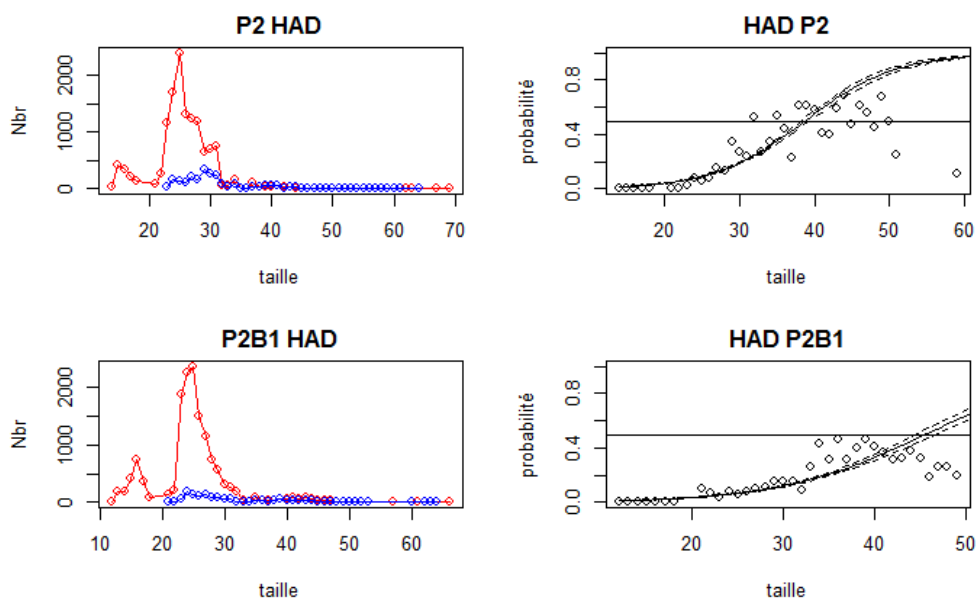 P2 HAD
Nbr
0 1000 2000
20 30 40 50 60 70
taille
HAD P2
probabilité
0.0 0.4 0.8
20 30 40 50 60
taille
P2B1 HAD
Nbr
0 1000 2000
10 20 30 40 50 60
taille
HAD P2B1
probabilité
0.0 0.4 0.8
20 30 40 50
taille